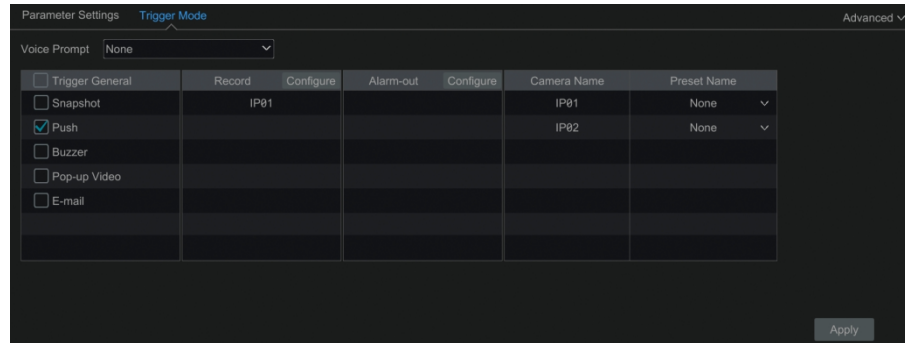 Parameter Settings Trigger Mode Advanced
Voice Prompt None
Trigger General Record Configure Alarm-out Configure Camera Name Preset Name
Snapshot IP01 IP01 None
Push IP02 None
Buzzer
Pop-up Video
E-mail
Apply